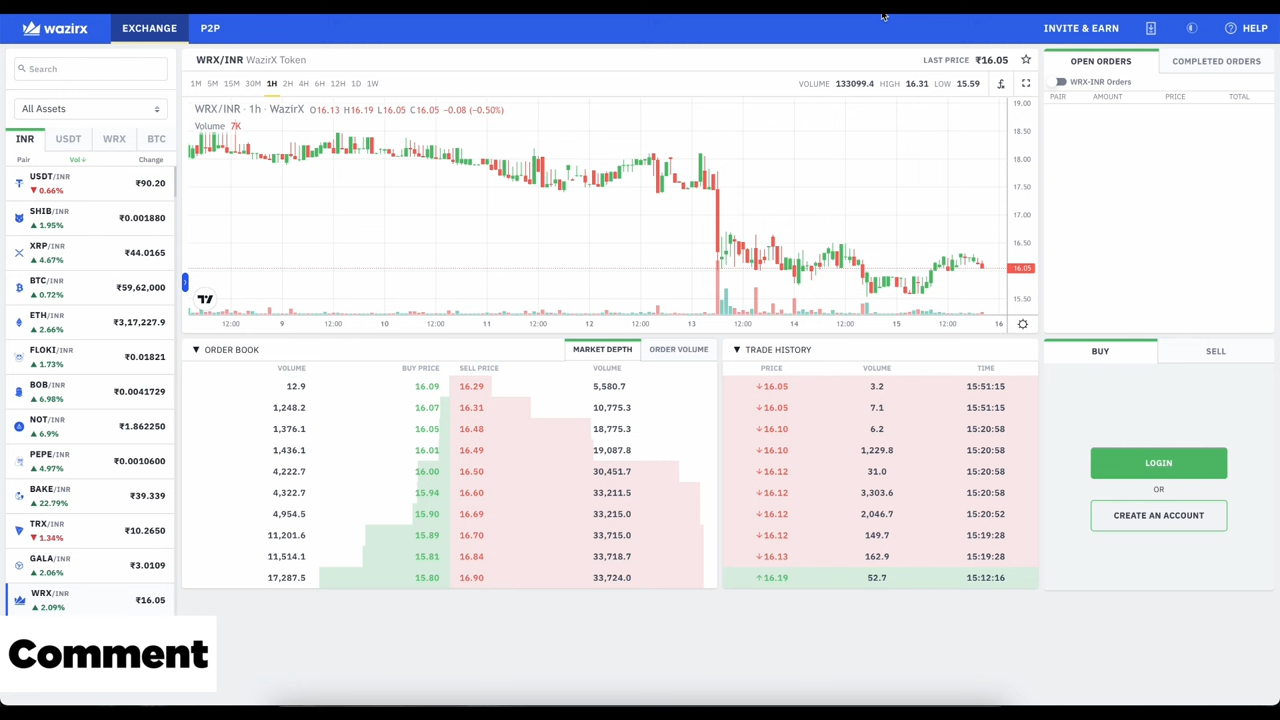 wazirx EXCHANGE P2P INVITE & EARN HELP
Search
All Assets
INR USDT WRX BTC
Pair Vol↓ Change
USDT/INR ₹90.20
▼ 0.66%
SHIB/INR ₹0.001880
▲ 1.95%
XRP/INR ₹44.0165
▲ 4.67%
BTC/INR ₹59,62,000
▲ 0.72%
ETH/INR ₹3,17,227.9
▲ 2.66%
FLOKI/INR ₹0.01821
▲ 1.73%
BOB/INR ₹0.0041729
▲ 6.98%
NOT/INR ₹1.862250
▲ 6.9%
PEPE/INR ₹0.0010600
▲ 4.97%
BAKE/INR ₹39.339
▲ 22.79%
TRX/INR ₹10.2650
▼ 1.34%
GALA/INR ₹3.0109
▲ 2.06%
WRX/INR ₹16.05
▲ 2.09%
Comment
WRX/INR WazirX Token LAST PRICE ₹16.05
1M 5M 15M 30M 1H 2H 4H 6H 12H 1D 1W VOLUME 133099.4 HIGH 16.31 LOW 15.59
WRX/INR · 1h · WazirX O16.13 H16.19 L16.05 C16.05 -0.08 (-0.50%)
Volume 7K
19.00
18.50
18.00
17.50
17.00
16.50
16.05
15.50
12:00 9 12:00 10 12:00 11 12:00 12 12:00 13 12:00 14 12:00 15 12:00 16
▼ ORDER BOOK MARKET DEPTH ORDER VOLUME
VOLUME BUY PRICE SELL PRICE VOLUME
12.9 16.09 16.29 5,580.7
1,248.2 16.07 16.31 10,775.3
1,376.1 16.05 16.48 18,775.3
1,436.1 16.01 16.49 19,087.8
4,222.7 16.00 16.50 30,451.7
4,322.7 15.94 16.60 33,211.5
4,954.5 15.90 16.69 33,215.0
11,201.6 15.89 16.70 33,715.0
11,514.1 15.81 16.84 33,718.7
17,287.5 15.80 16.90 33,724.0
▼ TRADE HISTORY
PRICE VOLUME TIME
↓16.05 3.2 15:51:15
↓16.05 7.1 15:51:15
↓16.10 6.2 15:20:58
↓16.10 1,229.8 15:20:58
↓16.12 31.0 15:20:58
↓16.12 3,303.6 15:20:58
↓16.12 2,046.7 15:20:52
↓16.12 149.7 15:19:28
↓16.13 162.9 15:19:28
↑16.19 52.7 15:12:16
OPEN ORDERS COMPLETED ORDERS
WRX-INR Orders
PAIR AMOUNT PRICE TOTAL
BUY SELL
LOGIN
OR
CREATE AN ACCOUNT